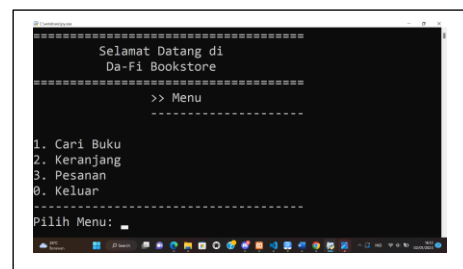 =====================================
Selamat Datang di
Da-Fi Bookstore
=====================================
>> Menu
---------------------
1. Cari Buku
2. Keranjang
3. Pesanan
0. Keluar
-------------------------------------
Pilih Menu: _